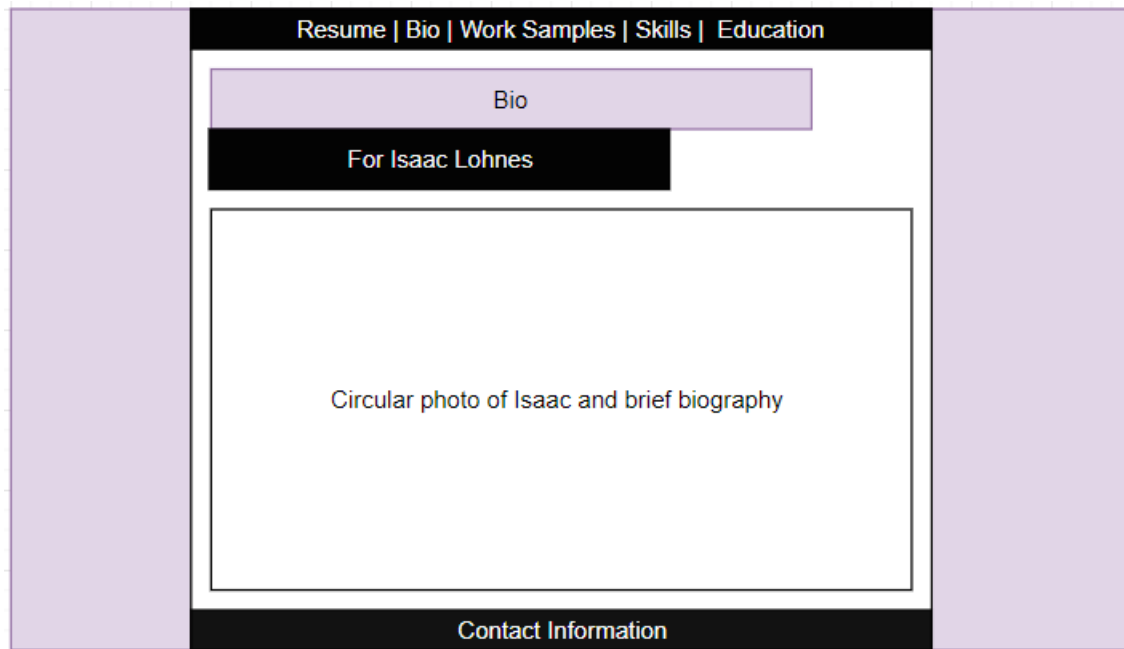 Resume | Bio | Work Samples | Skills | Education
Bio
For Isaac Lohnes
Circular photo of Isaac and brief biography
Contact Information